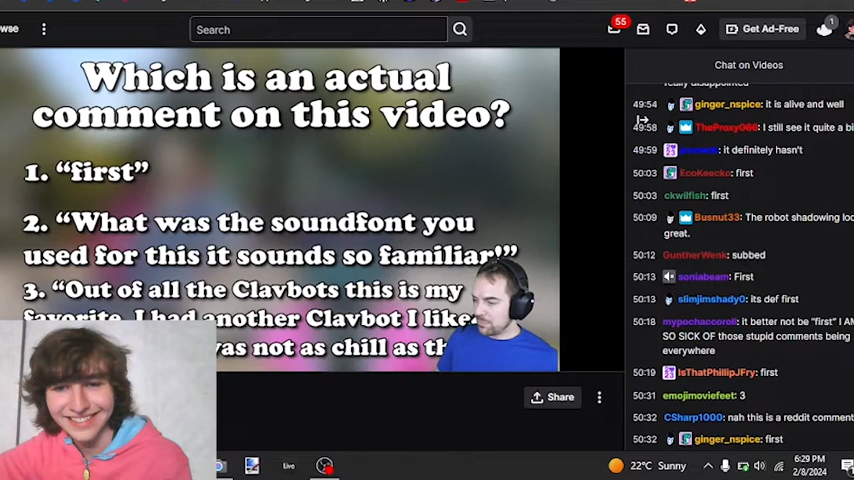 wse
Search
55
Get Ad-Free
1
Chat on Videos
Which is an actual
comment on this video?
1. “first”
2. “What was the soundfont you
used for this it sounds so familiar!”
3. “Out of all the Clavbots this is my
favorite. I had another Clavbot I like
was not as chill as th
Share
really disappointed
49:54 ginger_nspice: it is alive and well
49:58 TheProxy066: I still see it quite a bi
49:59 : it definitely hasn't
50:03 EcoKeecko: first
50:03 ckwfish: first
50:09 Busnut33: The robot shadowing loo
great.
50:12 GuntherWenk: subbed
50:13 soniabeam: First
50:13 slimjimshady0: its def first
50:18 mypochaccoroll: it better not be "first" I AM
SO SICK OF those stupid comments being
everywhere
50:19 IsThatPhillipJFry: first
50:31 emojimoviefeet: 3
50:32 CSharp1000: nah this is a reddit comment
50:32 ginger_nspice: first
Live
22°C Sunny
6:29 PM
2/8/2024